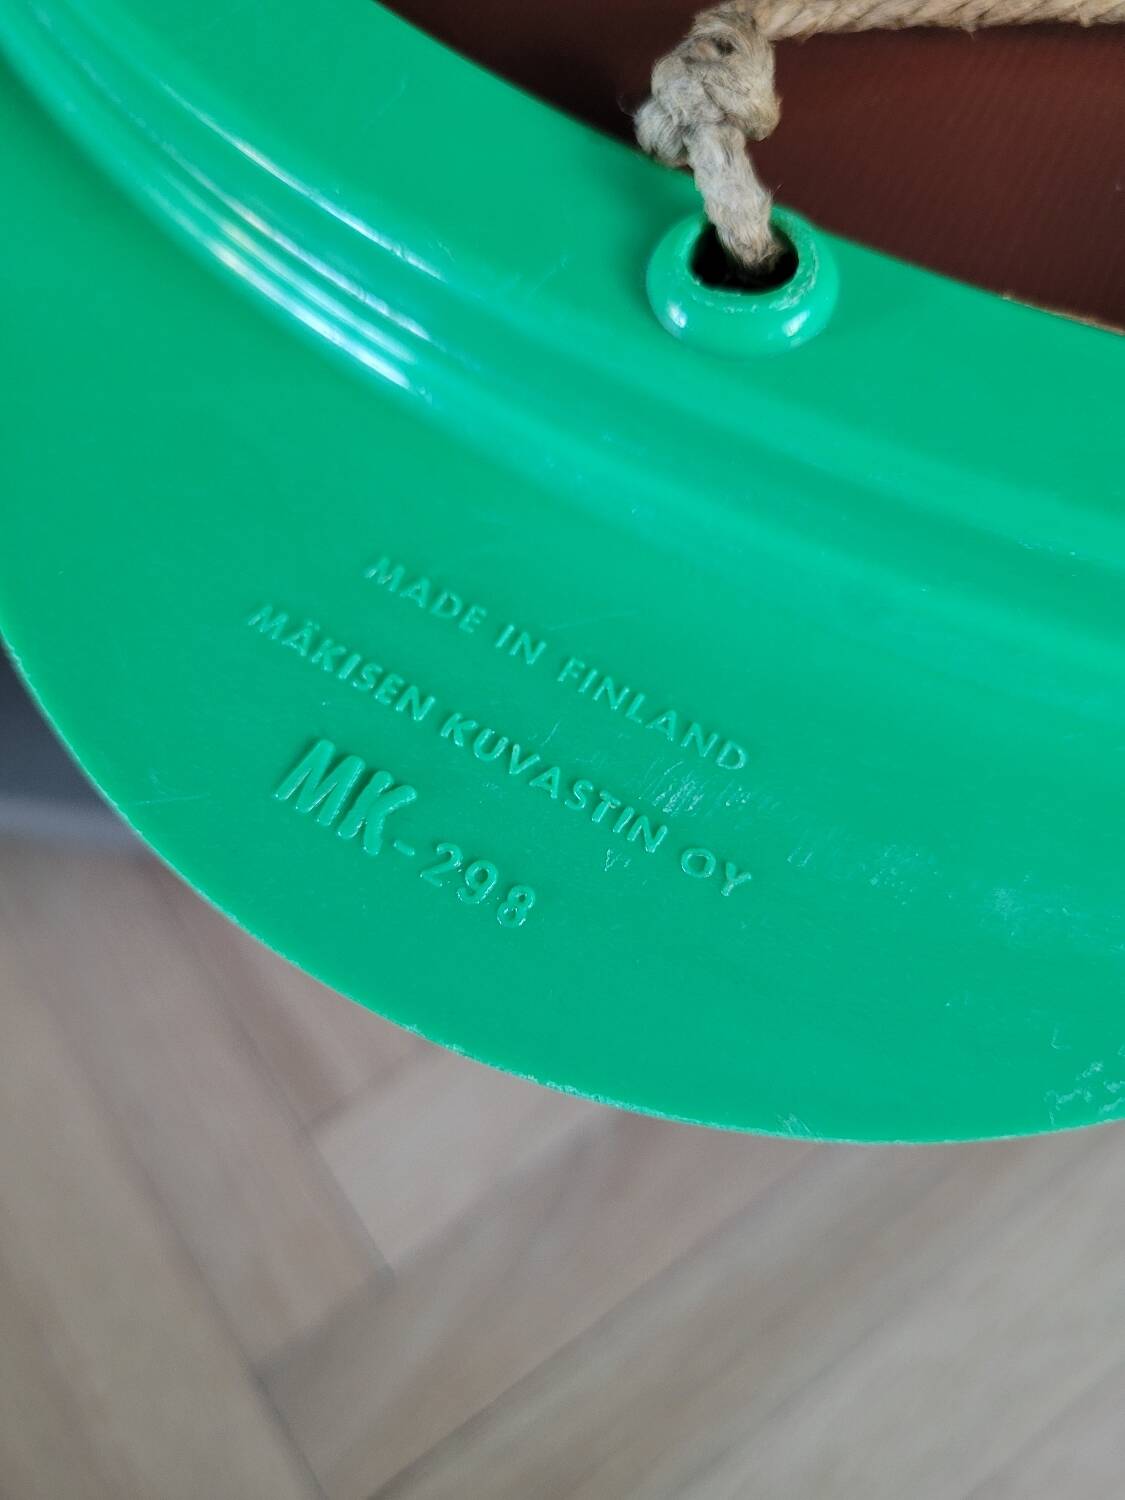 MADE IN FINLAND
MÄKISEN KUVASTIN OY
MK-298